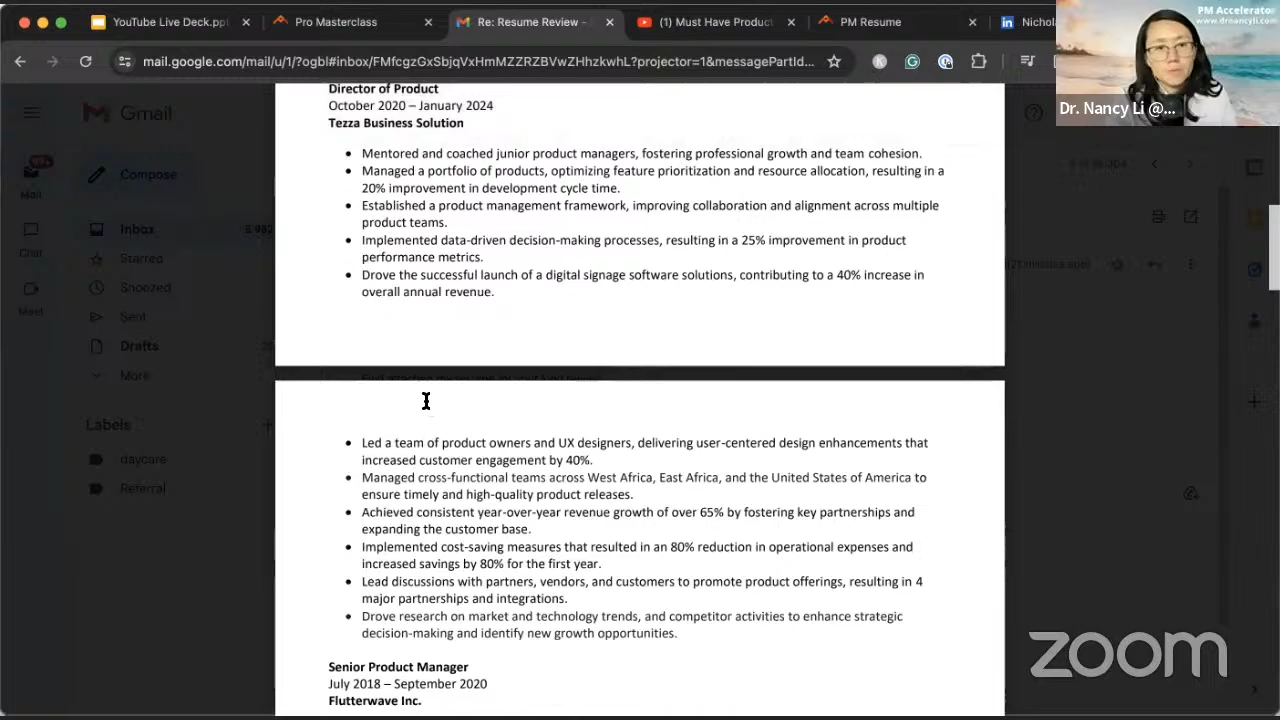 YouTube Live Deck.ppt
Pro Masterclass
Re: Resume Review -
(1) Must Have Product
PM Resume
Nichola
mail.google.com/mail/u/1/?ogbl#inbox/FMfcgzGxSbjqVxHmMZZRZBVwZHhzkwhL?projector=1&messagePartId...
PM Accelerator
www.drnancyli.com
Dr. Nancy Li @...
Gmail
Compose
Mail
Inbox
Chat
Starred
Snoozed
Meet
Sent
Drafts
More
Labels
daycare
Referral
Director of Product
October 2020 – January 2024
Tezza Business Solution
• Mentored and coached junior product managers, fostering professional growth and team cohesion.
• Managed a portfolio of products, optimizing feature prioritization and resource allocation, resulting in a
20% improvement in development cycle time.
• Established a product management framework, improving collaboration and alignment across multiple
product teams.
• Implemented data-driven decision-making processes, resulting in a 25% improvement in product
performance metrics.
• Drove the successful launch of a digital signage software solutions, contributing to a 40% increase in
overall annual revenue.
• Led a team of product owners and UX designers, delivering user-centered design enhancements that
increased customer engagement by 40%.
• Managed cross-functional teams across West Africa, East Africa, and the United States of America to
ensure timely and high-quality product releases.
• Achieved consistent year-over-year revenue growth of over 65% by fostering key partnerships and
expanding the customer base.
• Implemented cost-saving measures that resulted in an 80% reduction in operational expenses and
increased savings by 80% for the first year.
• Lead discussions with partners, vendors, and customers to promote product offerings, resulting in 4
major partnerships and integrations.
• Drove research on market and technology trends, and competitor activities to enhance strategic
decision-making and identify new growth opportunities.
Senior Product Manager
July 2018 – September 2020
Flutterwave Inc.
zoom